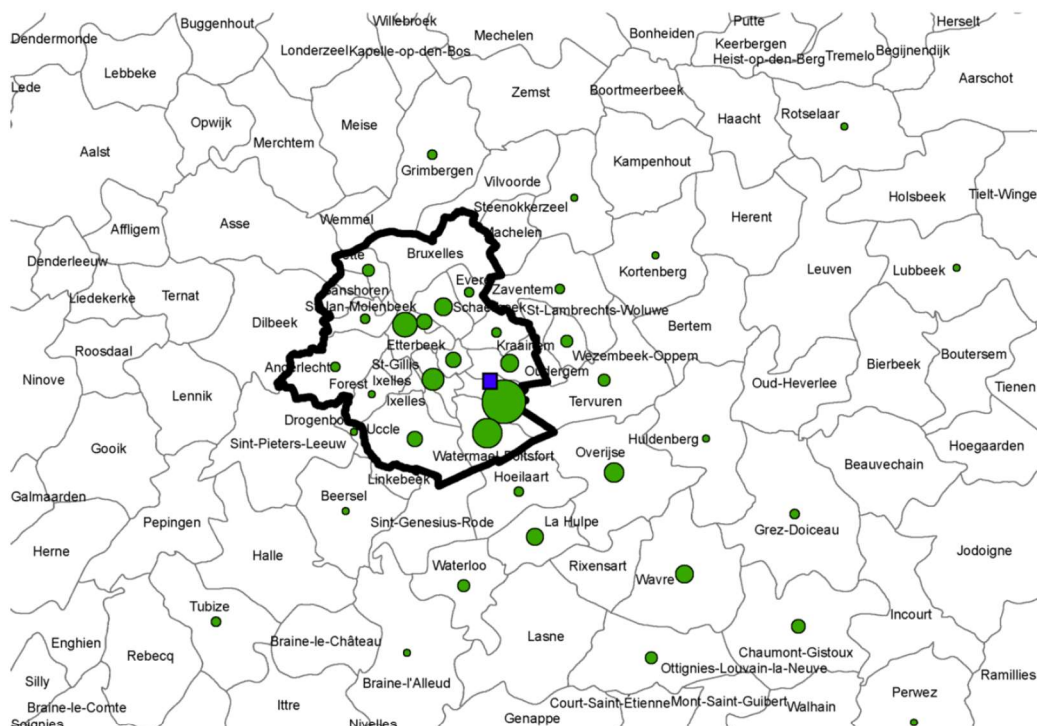 Buggenhout
Willebroek
Putte
Herselt
Dendermonde
Londerzeel
Kapelle-op-den-Bos
Mechelen
Bonheiden
Keerbergen
Begijnendijk
Heist-op-den-Berg
Tremelo
Lebbeke
Aarschot
Lede
Zemst
Boortmeerbeek
Opwijk
Meise
Haacht
Rotselaar
Merchtem
Aalst
Kampenhout
Grimbergen
Vilvoorde
Holsbeek
Tielt-Winge
Steenokkerzeel
Wemmel
Herent
Asse
Affligem
Machelen
Bruxelles
Denderleeuw
Kortenberg
Leuven
Lubbeek
Evere
Zaventem
Ganshoren
Liedekerke
Ternat
St-Jan-Molenbeek
Schaerbeek
St-Lambrechts-Woluwe
Dilbeek
Bertem
Etterbeek
Kraainem
Roosdaal
Wezembeek-Oppem
Boutersem
Bierbeek
Anderlecht
St-Gillis
Oudergem
Ninove
Forest
Ixelles
Oud-Heverlee
Tienen
Lennik
Ixelles
Tervuren
Drogenbo
Uccle
Gooik
Sint-Pieters-Leeuw
Huldenberg
Hoegaarden
Watermael-Boitsfort
Overijse
Beauvechain
Linkebeek
Hoeilaart
Galmaarden
Beersel
Pepingen
Sint-Genesius-Rode
La Hulpe
Grez-Doiceau
Herne
Halle
Jodoigne
Waterloo
Rixensart
Wavre
Tubize
Incourt
Enghien
Braine-le-Château
Lasne
Rebecq
Chaumont-Gistoux
Ottignies-Louvain-la-Neuve
Ramillies
Silly
Braine-l'Alleud
Perwez
Ittre
Court-Saint-Étienne
Mont-Saint-Guibert
Walhain
Braine-le-Comte
Soignies
Nivelles
Genappe